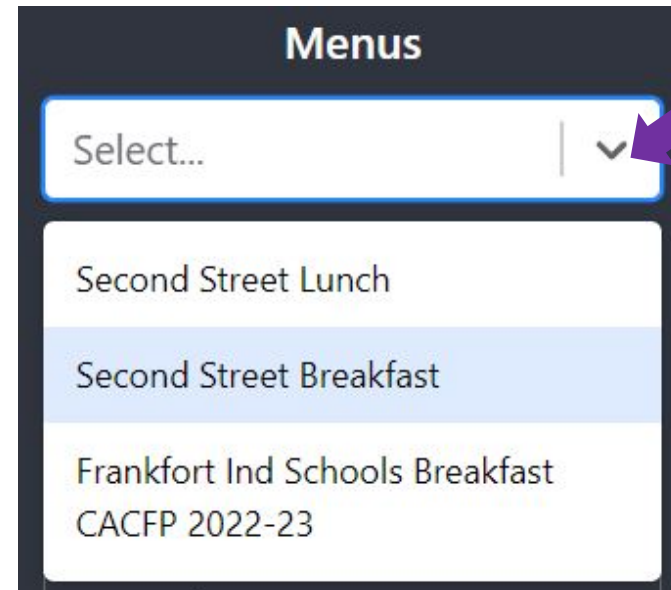 Menus
Select...
Second Street Lunch
Second Street Breakfast
Frankfort Ind Schools Breakfast
CACFP 2022-23